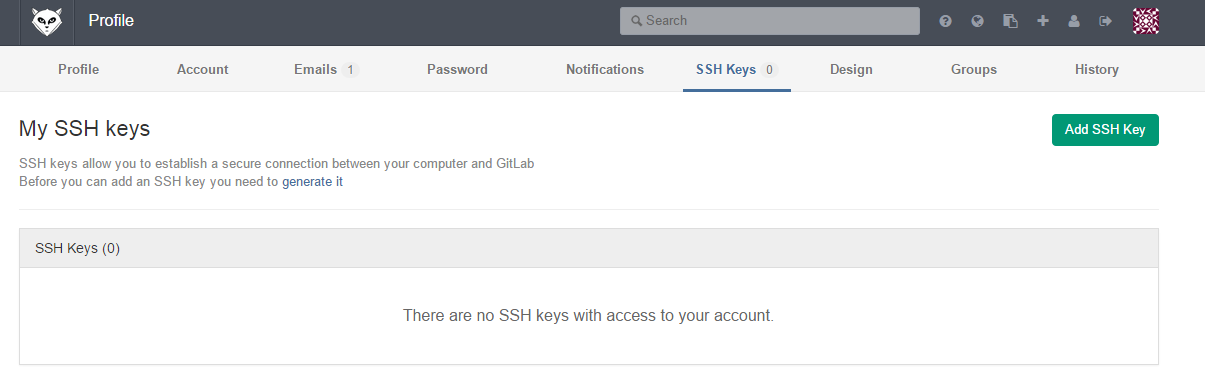 Profile
Search
Profile Account Emails 1 Password Notifications SSH Keys 0 Design Groups History
My SSH keys
Add SSH Key
SSH keys allow you to establish a secure connection between your computer and GitLab
Before you can add an SSH key you need to generate it
SSH Keys (0)
There are no SSH keys with access to your account.